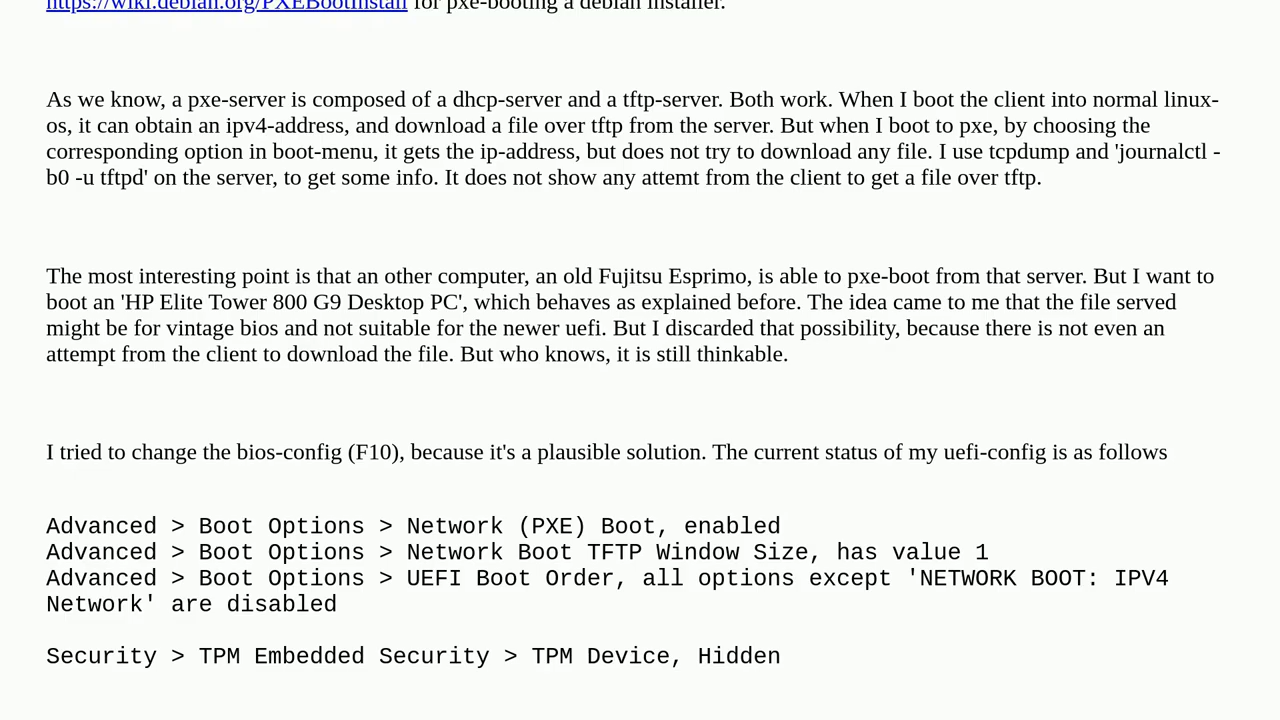 https://wiki.debian.org/PXEBootInstall for pxe-booting a debian installer.
As we know, a pxe-server is composed of a dhcp-server and a tftp-server. Both work. When I boot the client into normal linux-
os, it can obtain an ipv4-address, and download a file over tftp from the server. But when I boot to pxe, by choosing the
corresponding option in boot-menu, it gets the ip-address, but does not try to download any file. I use tcpdump and 'journalctl -
b0 -u tftpd' on the server, to get some info. It does not show any attemt from the client to get a file over tftp.
The most interesting point is that an other computer, an old Fujitsu Esprimo, is able to pxe-boot from that server. But I want to
boot an 'HP Elite Tower 800 G9 Desktop PC', which behaves as explained before. The idea came to me that the file served
might be for vintage bios and not suitable for the newer uefi. But I discarded that possibility, because there is not even an
attempt from the client to download the file. But who knows, it is still thinkable.
I tried to change the bios-config (F10), because it's a plausible solution. The current status of my uefi-config is as follows
Advanced > Boot Options > Network (PXE) Boot, enabled
Advanced > Boot Options > Network Boot TFTP Window Size, has value 1
Advanced > Boot Options > UEFI Boot Order, all options except 'NETWORK BOOT: IPV4
Network' are disabled
Security > TPM Embedded Security > TPM Device, Hidden